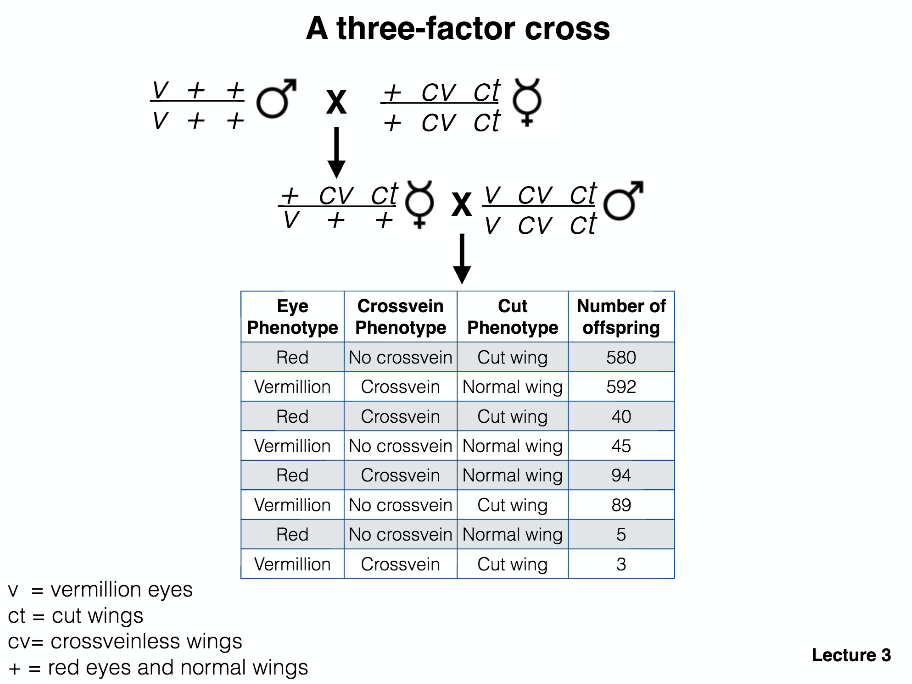 A three-factor cross
v + +
v + +
X
+ cv ct
+ cv ct
+ cv ct
v + +
X
v cv ct
v cv ct
Eye Phenotype Crossvein Phenotype Cut Phenotype Number of offspring
Red No crossvein Cut wing 580
Vermillion Crossvein Normal wing 592
Red Crossvein Cut wing 40
Vermillion No crossvein Normal wing 45
Red Crossvein Normal wing 94
Vermillion No crossvein Cut wing 89
Red No crossvein Normal wing 5
Vermillion Crossvein Cut wing 3
v = vermillion eyes
ct = cut wings
cv= crossveinless wings
+ = red eyes and normal wings
Lecture 3